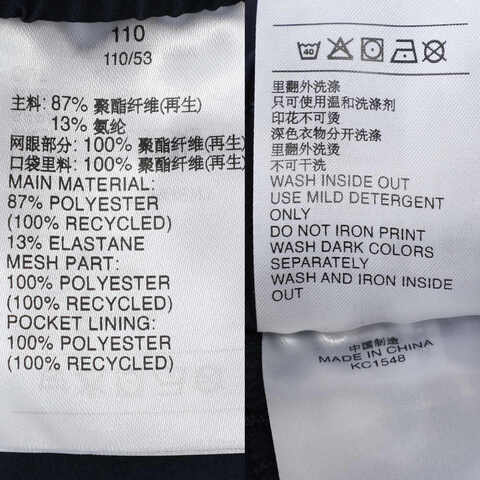 110
110/53
主料: 87% 聚酯纤维(再生)
13% 氨纶
网眼部分: 100% 聚酯纤维(再生)
口袋里料: 100% 聚酯纤维(再生)
MAIN MATERIAL:
87% POLYESTER
(100% RECYCLED)
13% ELASTANE
MESH PART:
100% POLYESTER
(100% RECYCLED)
POCKET LINING:
100% POLYESTER
(100% RECYCLED)
40
里翻外洗涤
只可使用温和洗涤剂
印花不可烫
深色衣物分开洗涤
里翻外洗烫
不可干洗
WASH INSIDE OUT
USE MILD DETERGENT
ONLY
DO NOT IRON PRINT
WASH DARK COLORS
SEPARATELY
WASH AND IRON INSIDE
OUT
中国制造
MADE IN CHINA
KC1548